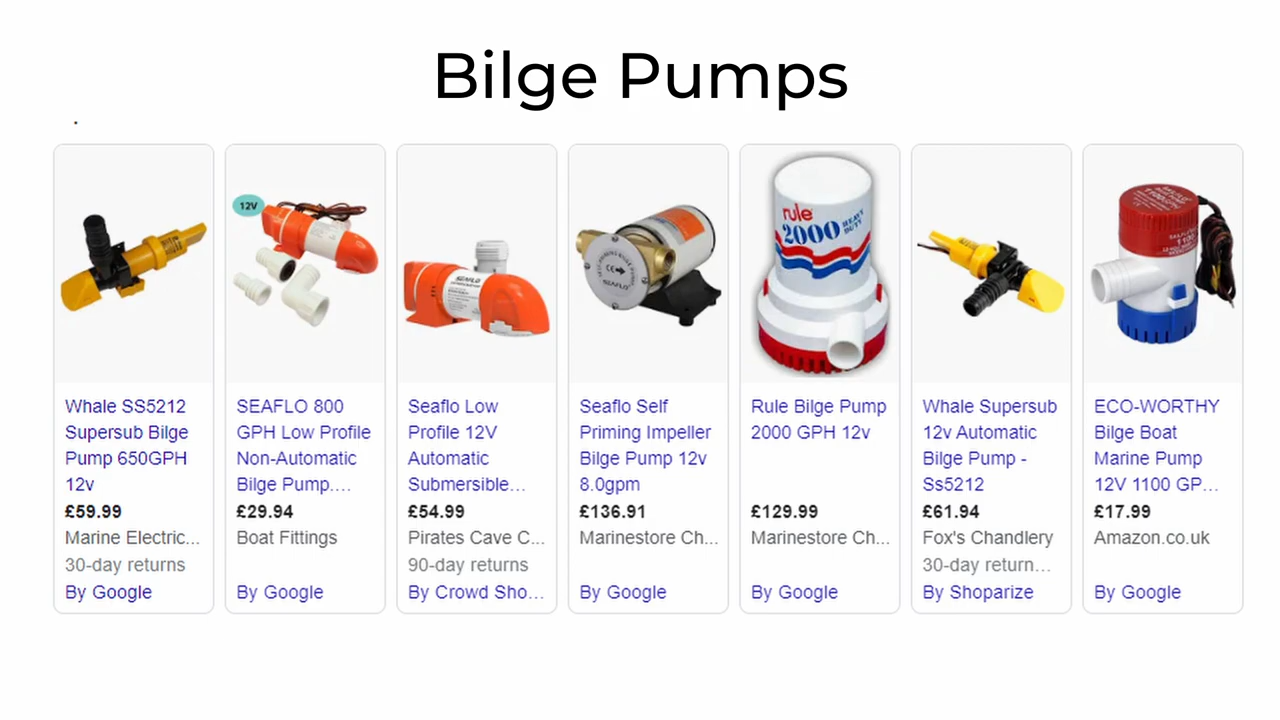 Bilge Pumps
.
12V
SEAFLO
SEAFLO
rule
2000 HEAVY DUTY
Whale SS5212
Supersub Bilge
Pump 650GPH
12v
£59.99
Marine Electric...
30-day returns
By Google
SEAFLO 800
GPH Low Profile
Non-Automatic
Bilge Pump....
£29.94
Boat Fittings
By Google
Seaflo Low
Profile 12V
Automatic
Submersible...
£54.99
Pirates Cave C...
90-day returns
By Crowd Sho...
Seaflo Self
Priming Impeller
Bilge Pump 12v
8.0gpm
£136.91
Marinestore Ch...
By Google
Rule Bilge Pump
2000 GPH 12v
£129.99
Marinestore Ch...
By Google
Whale Supersub
12v Automatic
Bilge Pump -
Ss5212
£61.94
Fox's Chandlery
30-day return...
By Shoparize
ECO-WORTHY
Bilge Boat
Marine Pump
12V 1100 GP...
£17.99
Amazon.co.uk
By Google